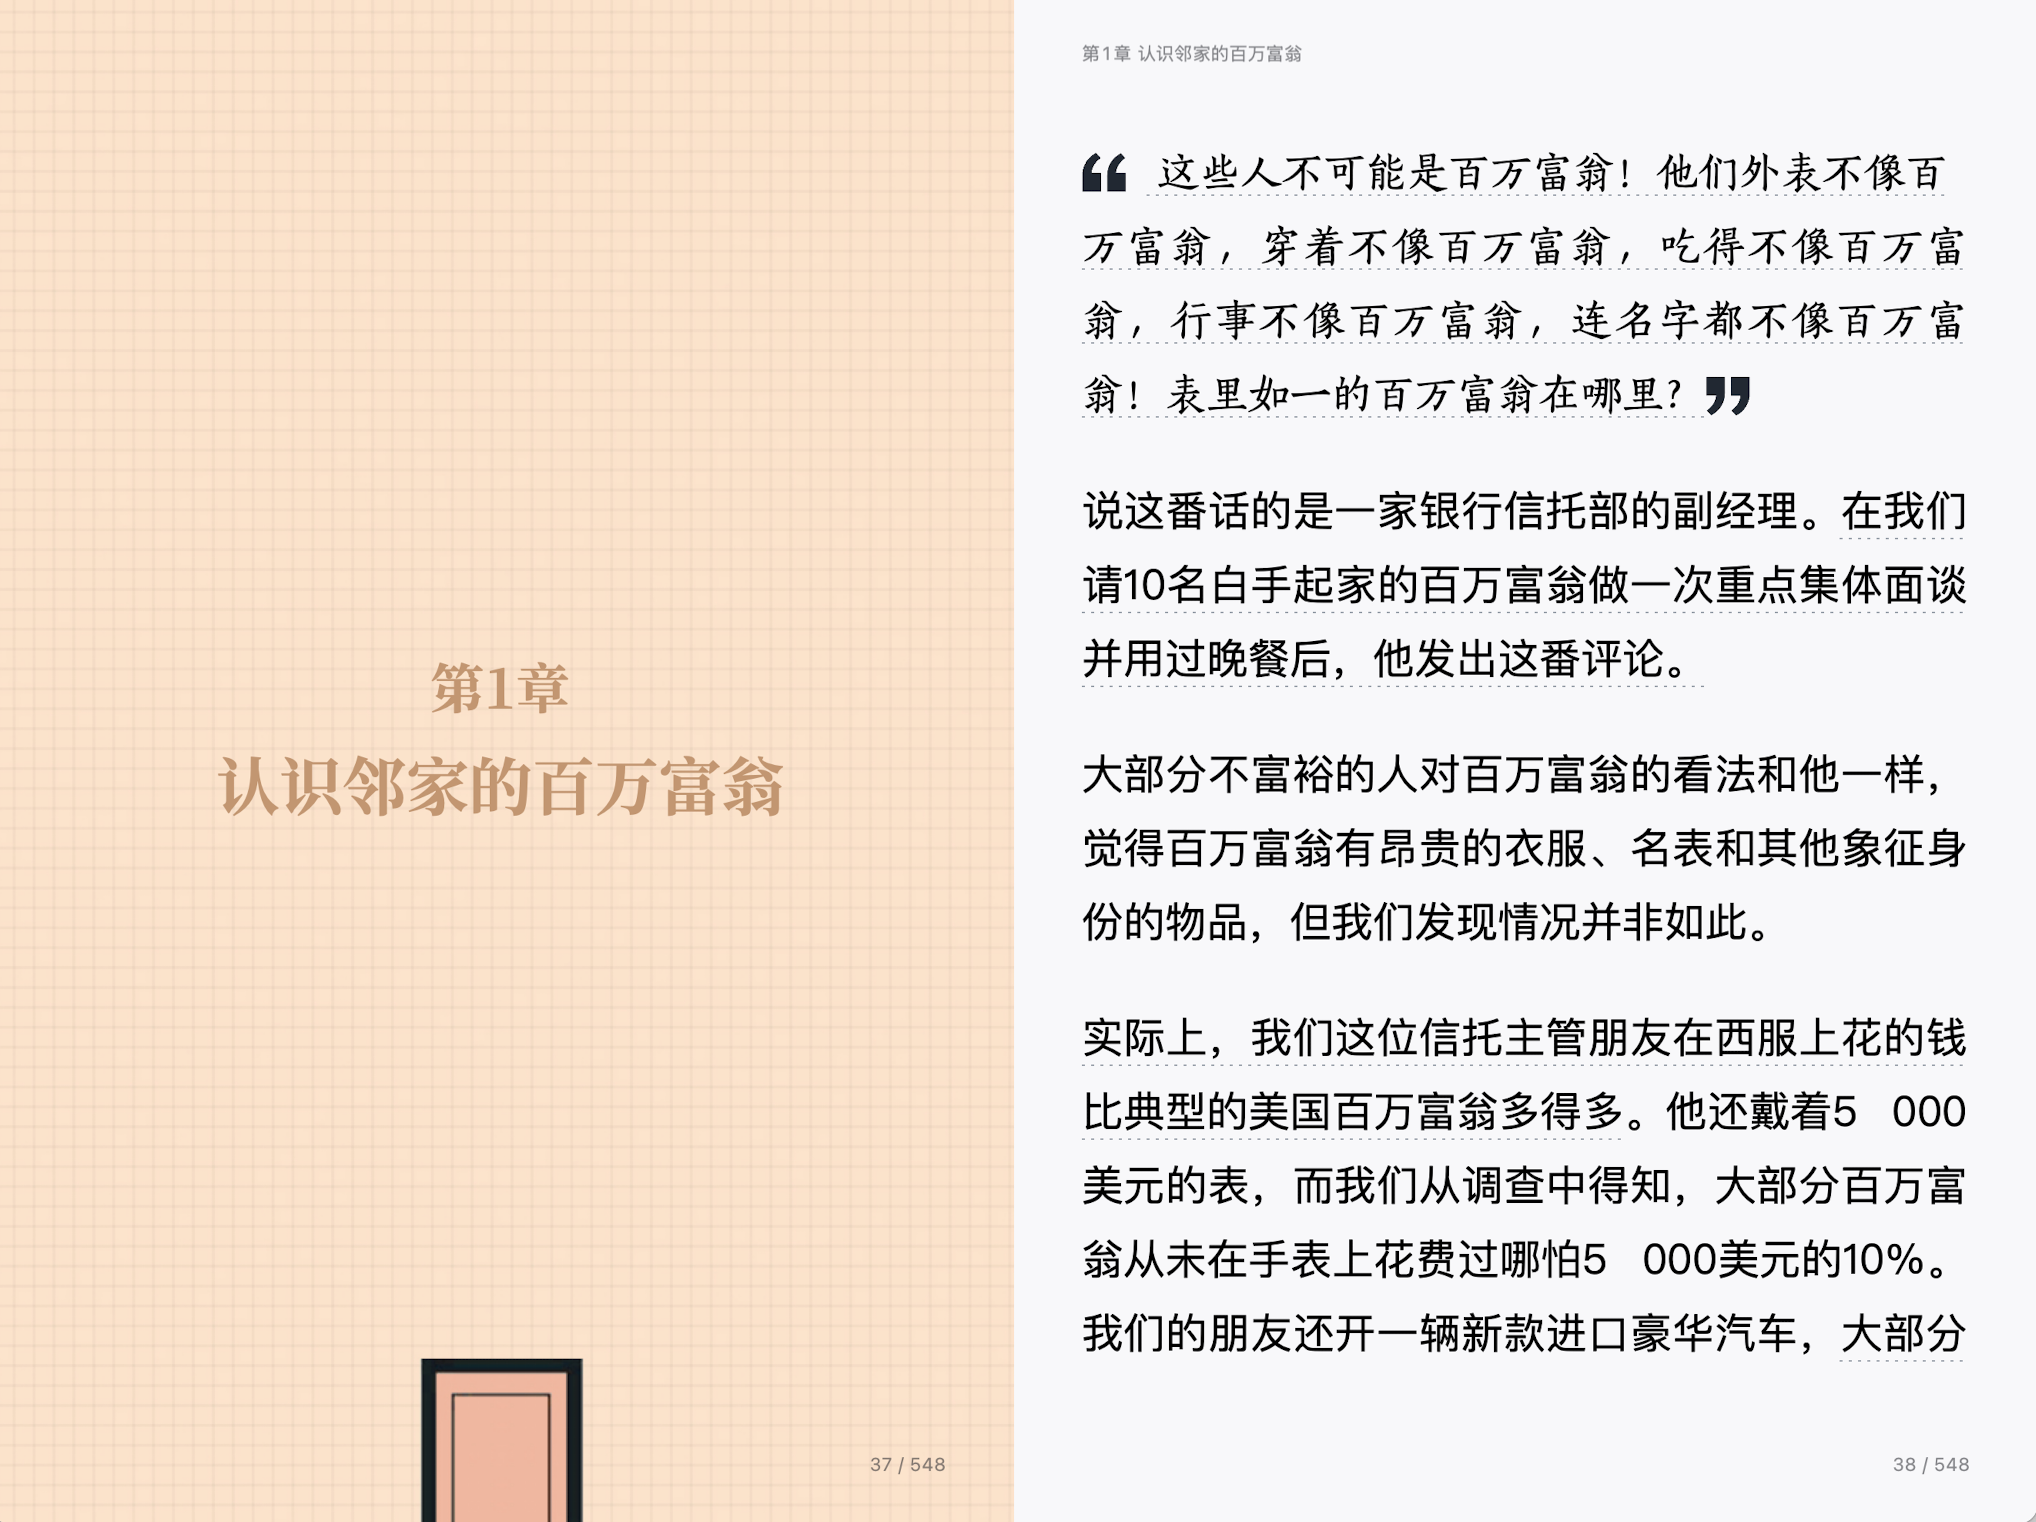 第1章
认识邻家的百万富翁
37 / 548
第1章 认识邻家的百万富翁
“ 这些人不可能是百万富翁！他们外表不像百
万富翁，穿着不像百万富翁，吃得不像百万富
翁，行事不像百万富翁，连名字都不像百万富
翁！表里如一的百万富翁在哪里？”
说这番话的是一家银行信托部的副经理。在我们
请10名白手起家的百万富翁做一次重点集体面谈
并用过晚餐后，他发出这番评论。
大部分不富裕的人对百万富翁的看法和他一样，
觉得百万富翁有昂贵的衣服、名表和其他象征身
份的物品，但我们发现情况并非如此。
实际上，我们这位信托主管朋友在西服上花的钱
比典型的美国百万富翁多得多。他还戴着5 000
美元的表，而我们从调查中得知，大部分百万富
翁从未在手表上花费过哪怕5 000美元的10%。
我们的朋友还开一辆新款进口豪华汽车，大部分
38 / 548